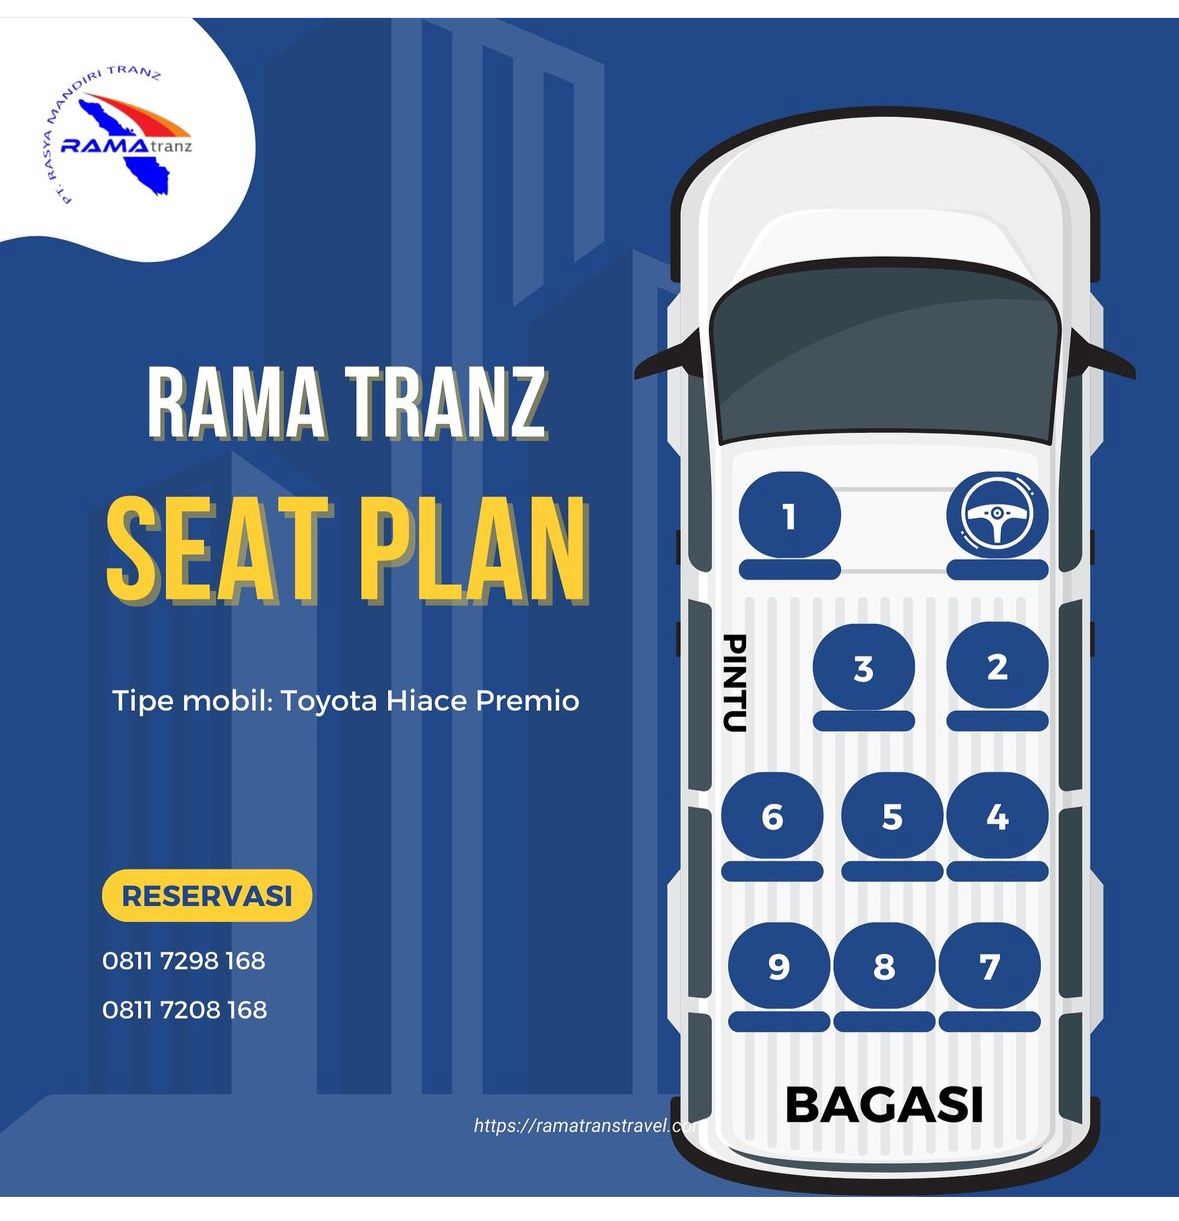 PT. RASYA MANDIRI TRANZ
RAMAtranz
RAMA TRANZ
SEAT PLAN
Tipe mobil: Toyota Hiace Premio
RESERVASI
0811 7298 168
0811 7208 168
https://ramatranstravel.com
1
PINTU
3 2
6 5 4
9 8 7
BAGASI